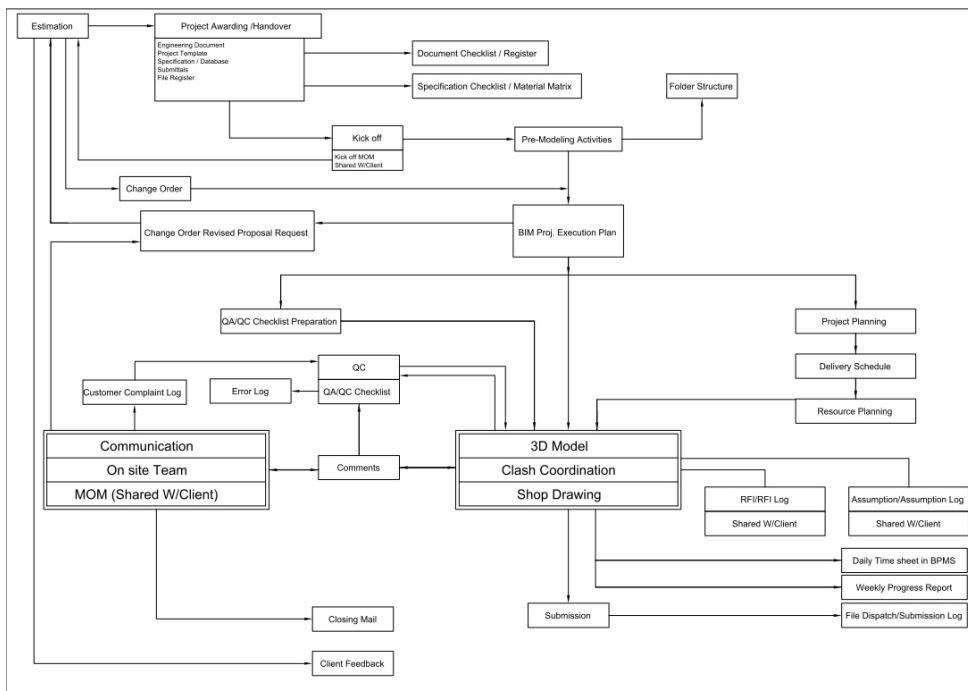 Estimation
Project Awarding /Handover
Engineering Document
Project Template
Specification / Database
Submittals
File Register
Document Checklist / Register
Specification Checklist / Material Matrix
Folder Structure
Kick off
Kick off MOM
Shared W/Client
Pre-Modeling Activities
Change Order
Change Order Revised Proposal Request
BIM Proj. Execution Plan
QA/QC Checklist Preparation
Project Planning
Delivery Schedule
Resource Planning
QC
QA/QC Checklist
Customer Complaint Log
Error Log
Communication
On site Team
MOM (Shared W/Client)
Comments
3D Model
Clash Coordination
Shop Drawing
RFI/RFI Log
Shared W/Client
Assumption/Assumption Log
Shared W/Client
Daily Time sheet in BPMS
Weekly Progress Report
Submission
File Dispatch/Submission Log
Closing Mail
Client Feedback